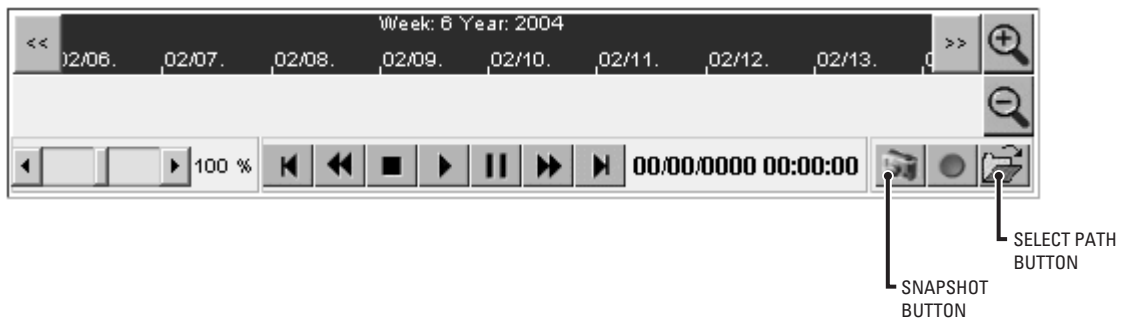 Week: 6 Year: 2004
<< 02/06. 02/07. 02/08. 02/09. 02/10. 02/11. 02/12. 02/13. >>
100 %
00/00/0000 00:00:00
SELECT PATH
BUTTON
SNAPSHOT
BUTTON